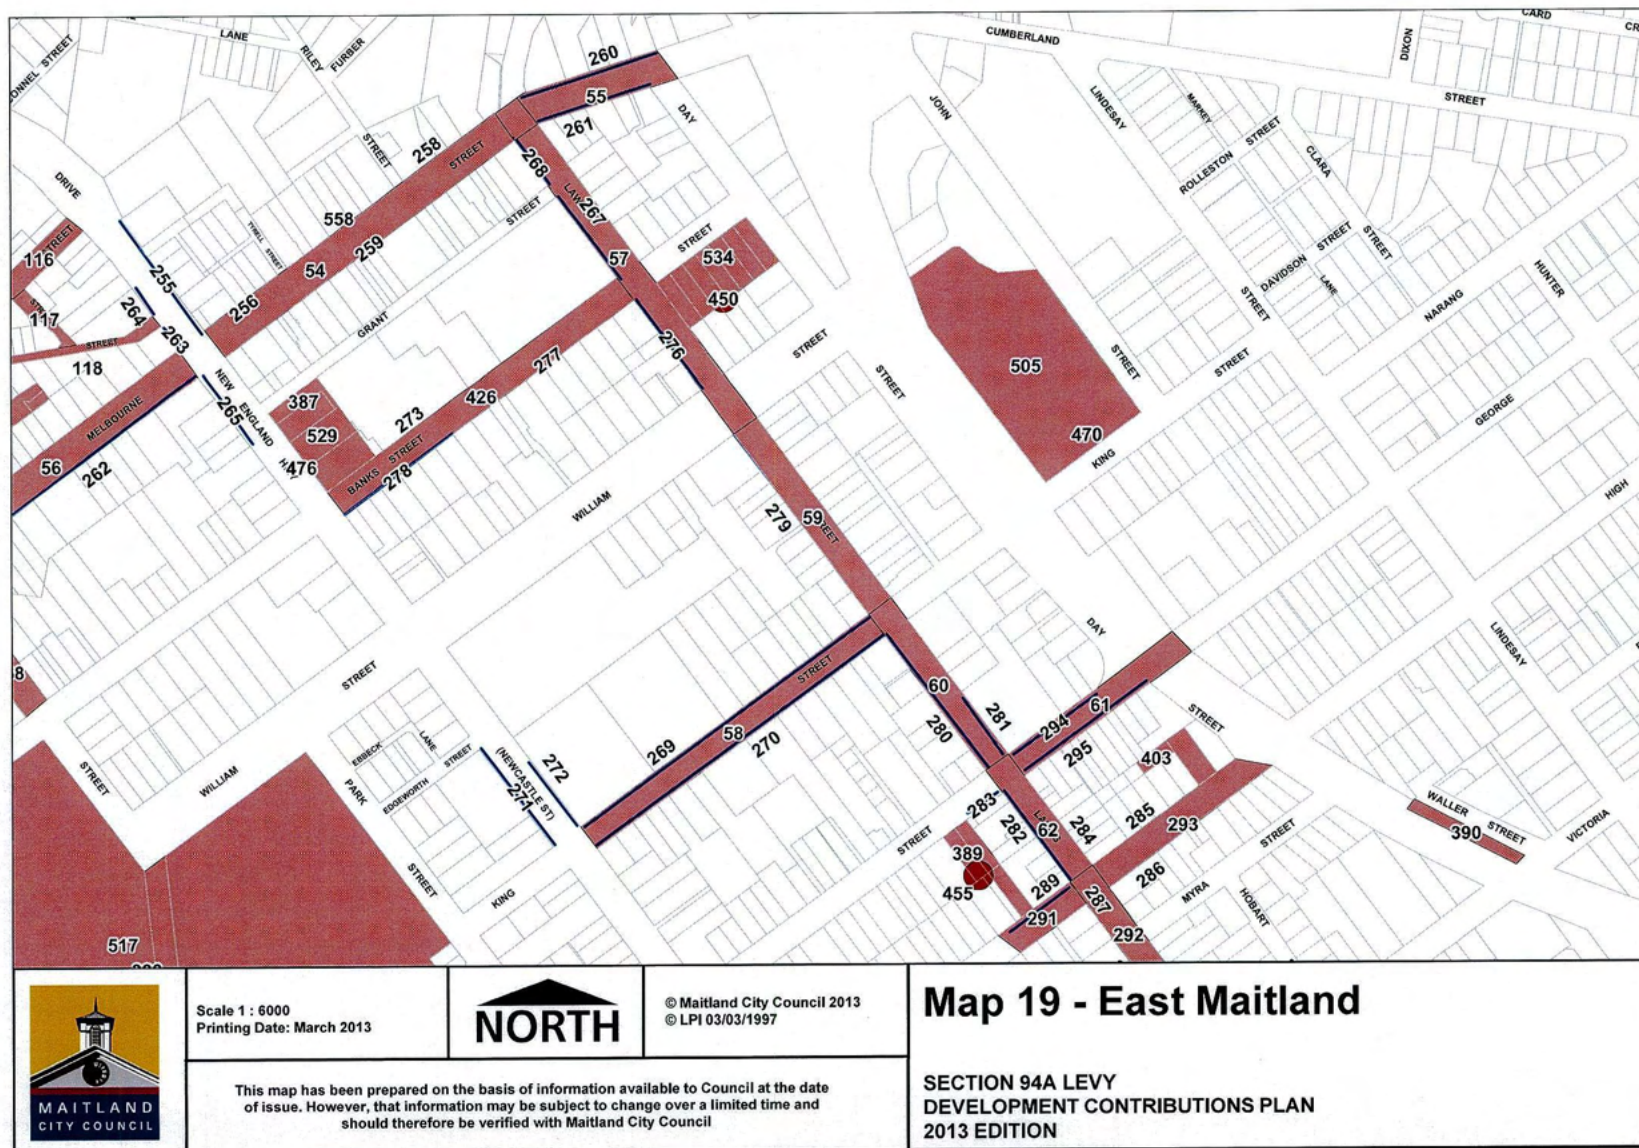 LANE
CARD
CUMBERLAND
DIXON
RILEY
FURBER
STREET
260
55
261
DAY
JOHN
LINDESAY
MARKEY
STREET
STREET
ROLLESTON
CLARA
258
STREET
268
267
STREET
DRIVE
558
259
STREET
STREET
DAVIDSON
STREET
STREET
LANE
HUNTER
STREET
116
117
STREET
118
255
264
263
256
54
TYRELL
STREET
GRANT
57
534
450
276
STREET
STREET
STREET
STREET
NARANG
505
470
KING
GEORGE
HIGH
387
529
476
NEW
ENGLAND
265
MELBOURNE
56
262
273
426
277
BANKS
STREET
278
WILLIAM
279
59
DAY
LINDESAY
STREET
STREET
WILLIAM
STREET
EBBECK
LANE
EDGEWORTH
STREET
PARK
STREET
KING
(NEWCASTLE ST)
271
272
269
58
270
STREET
60
280
281
294
61
295
STREET
403
283
282
62
284
285
293
286
STREET
MYRA
HOBART
STREET
389
455
289
291
287
292
WALLER
STREET
390
VICTORIA
517
MAITLAND
CITY COUNCIL
Scale 1 : 6000
Printing Date: March 2013
NORTH
© Maitland City Council 2013
© LPI 03/03/1997
This map has been prepared on the basis of information available to Council at the date
of issue. However, that information may be subject to change over a limited time and
should therefore be verified with Maitland City Council
Map 19 - East Maitland
SECTION 94A LEVY
DEVELOPMENT CONTRIBUTIONS PLAN
2013 EDITION